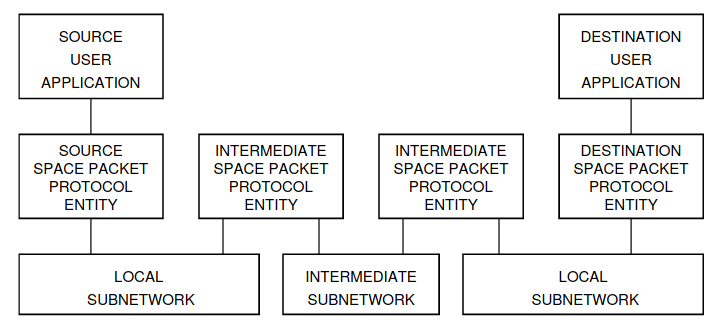 SOURCE
USER
APPLICATION
DESTINATION
USER
APPLICATION
SOURCE
SPACE PACKET
PROTOCOL
ENTITY
INTERMEDIATE
SPACE PACKET
PROTOCOL
ENTITY
INTERMEDIATE
SPACE PACKET
PROTOCOL
ENTITY
DESTINATION
SPACE PACKET
PROTOCOL
ENTITY
LOCAL
SUBNETWORK
INTERMEDIATE
SUBNETWORK
LOCAL
SUBNETWORK